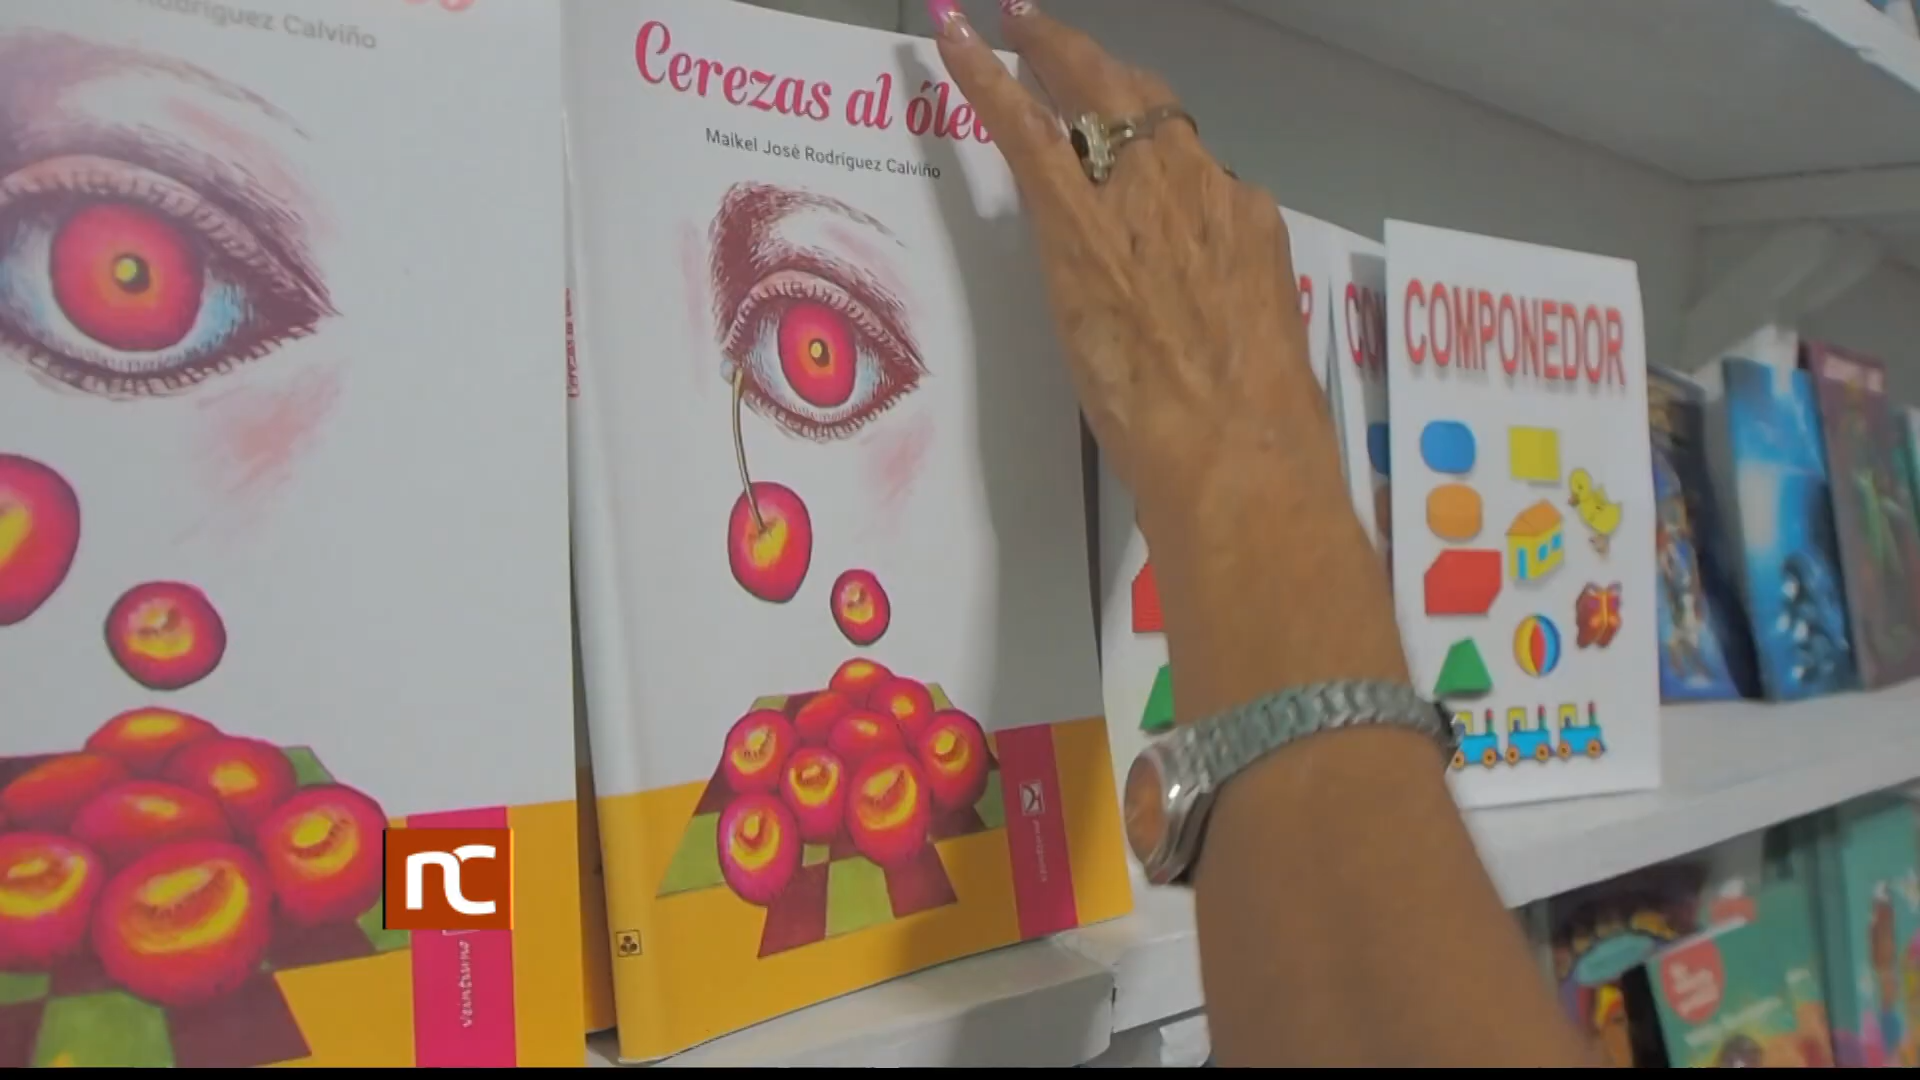 Rodríguez Calviño
Cerezas al óleo
Maikel José Rodríguez Calviño
COMPONEDOR
nc